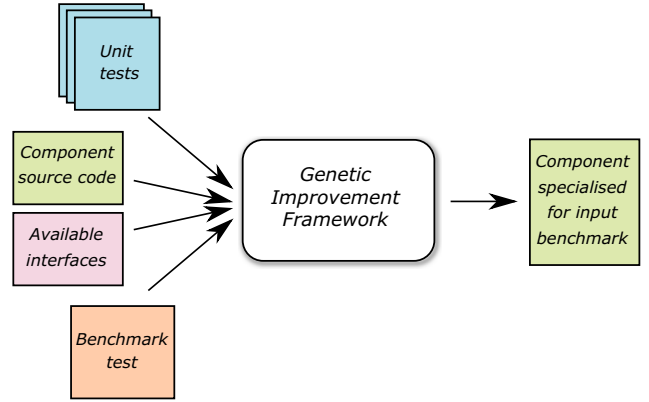 Unit
tests
Component
source code
Available
interfaces
Benchmark
test
Genetic
Improvement
Framework
Component
specialised
for input
benchmark